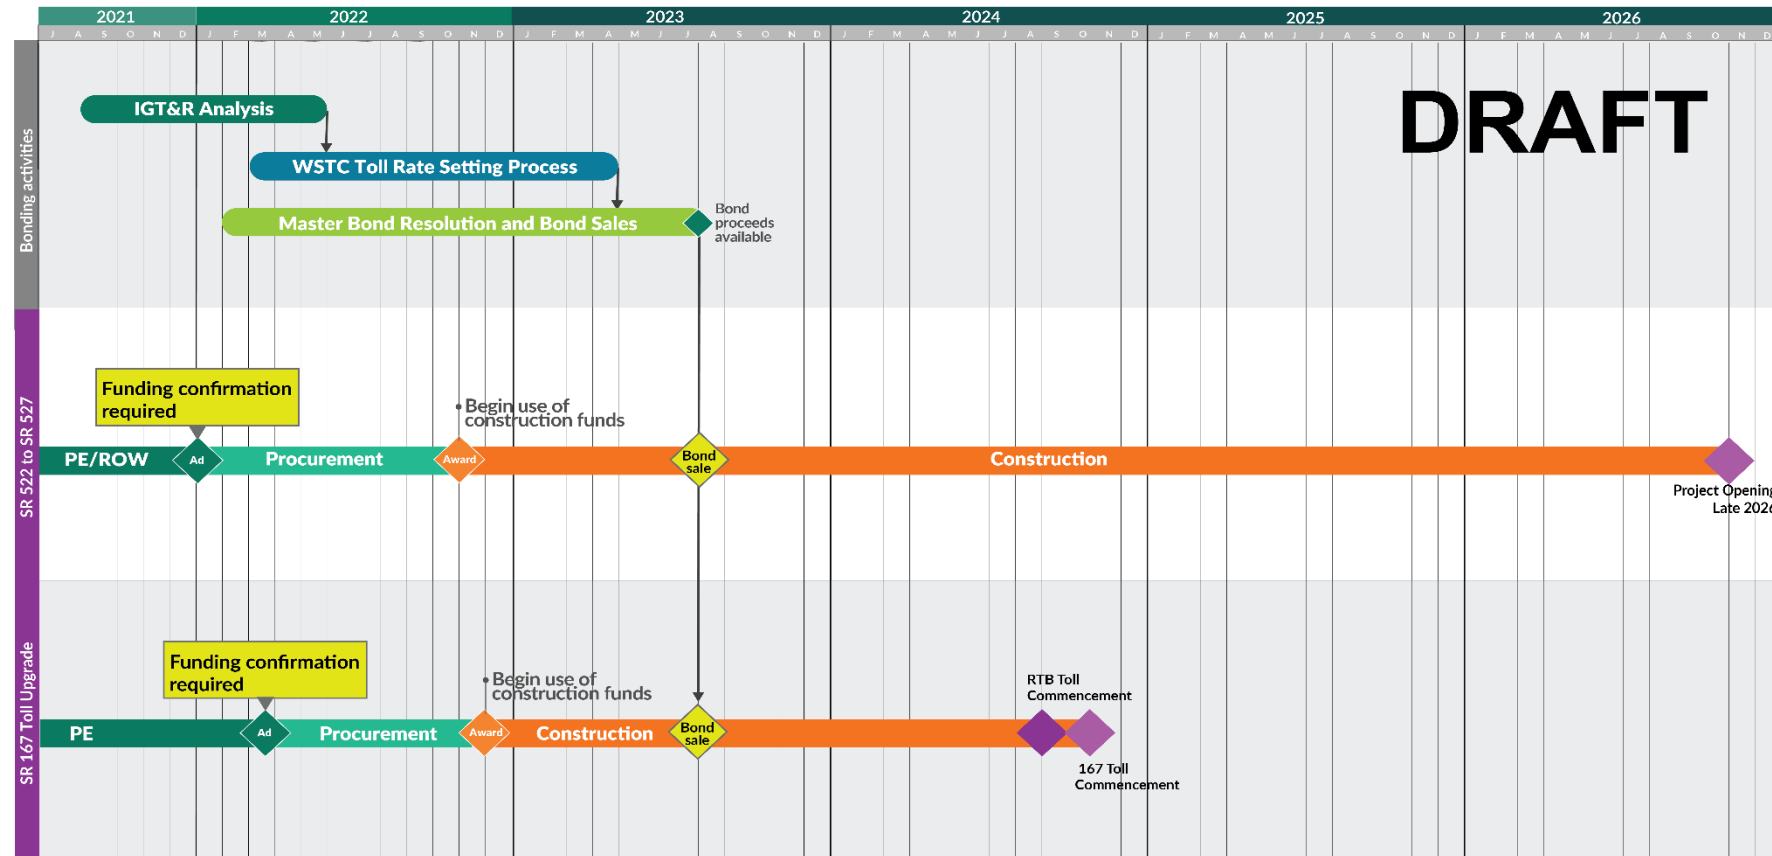 2021 2022 2023 2024 2025 2026
J A S O N D J F M A M J J A S O N D J F M A M J J A S O N D J F M A M J J A S O N D J F M A M J J A S O N D J F M A M J J A S O N D
DRAFT
Bonding activities
IGT&R Analysis
WSTC Toll Rate Setting Process
Master Bond Resolution and Bond Sales
Bond
proceeds
available
SR 522 to SR 527
Funding confirmation
required
Begin use of
construction funds
PE/ROW
Ad
Procurement
Award
Bond
sale
Construction
Project Opening
Late 2026
SR 167 Toll Upgrade
Funding confirmation
required
Begin use of
construction funds
RTB Toll
Commencement
PE
Ad
Procurement
Award
Construction
Bond
sale
167 Toll
Commencement